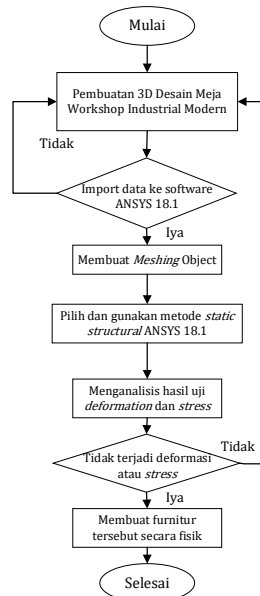 Mulai
Pembuatan 3D Desain Meja
Workshop Industrial Modern
Tidak
Import data ke software
ANSYS 18.1
Iya
Membuat Meshing Object
Pilih dan gunakan metode static
structural ANSYS 18.1
Menganalisis hasil uji
deformation dan stress
Tidak
Tidak terjadi deformasi
atau stress
Iya
Membuat furnitur
tersebut secara fisik
Selesai